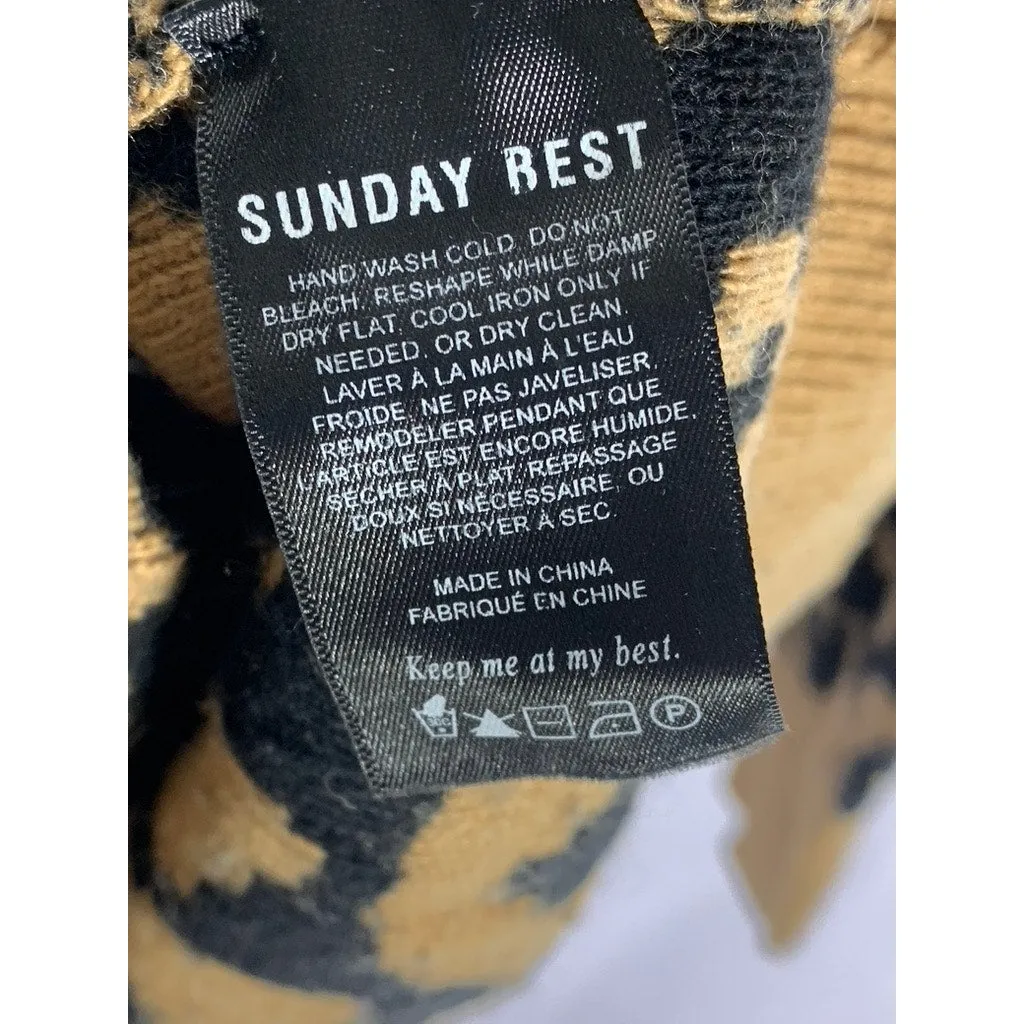 SUNDAY BEST
HAND WASH COLD. DO NOT
BLEACH. RESHAPE WHILE DAMP
DRY FLAT. COOL IRON ONLY IF
NEEDED. OR DRY CLEAN.
LAVER À LA MAIN À L'EAU
FROIDE. NE PAS JAVELISER.
REMODELER PENDANT QUE
L'ARTICLE EST ENCORE HUMIDE.
SÉCHER À PLAT. REPASSAGE
DOUX SI NÉCESSAIRE, OU
NETTOYER À SEC.
MADE IN CHINA
FABRIQUÉ EN CHINE
Keep me at my best.
P